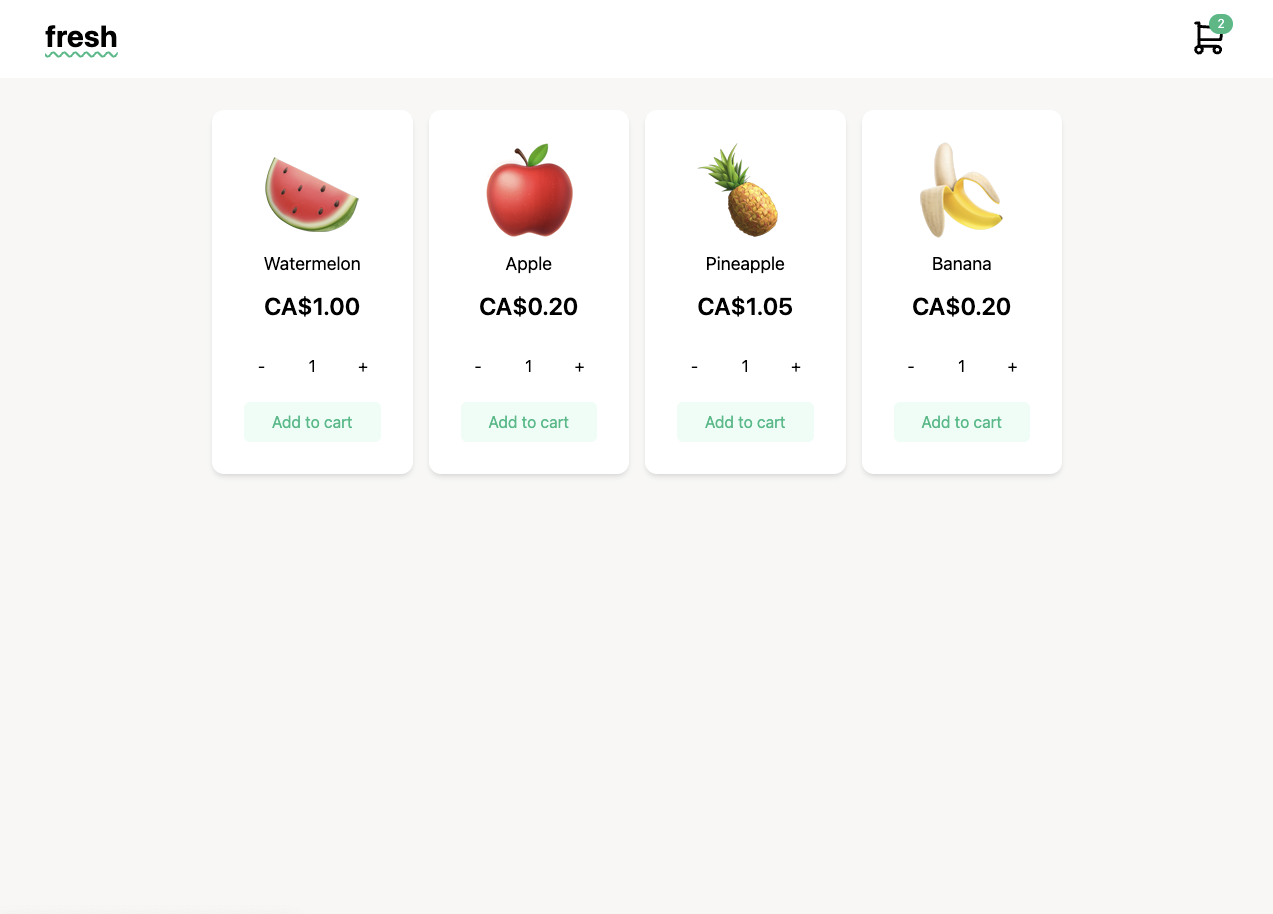 fresh
2
Watermelon
CA$1.00
- 1 +
Add to cart
Apple
CA$0.20
- 1 +
Add to cart
Pineapple
CA$1.05
- 1 +
Add to cart
Banana
CA$0.20
- 1 +
Add to cart